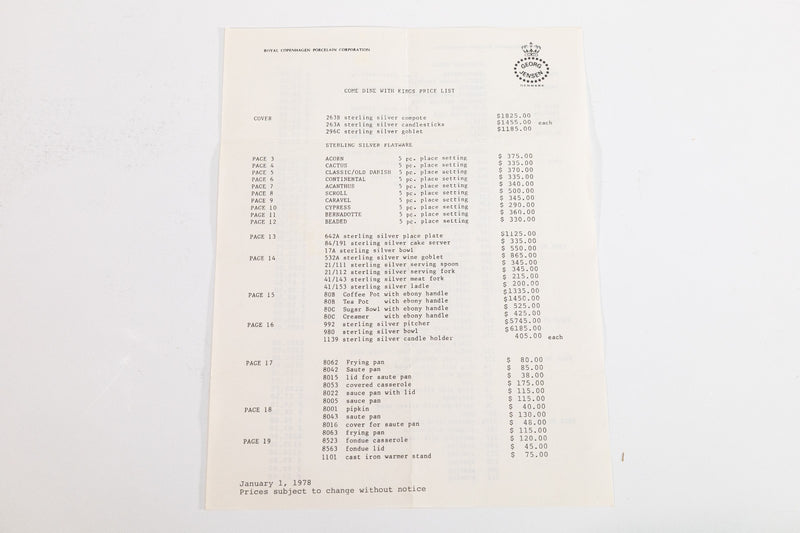 ROYAL COPENHAGEN PORCELAIN CORPORATION
GEORG
JENSEN
DENMARK
COME DINE WITH KINGS PRICE LIST
COVER 263B sterling silver compote $1825.00
263A sterling silver candlesticks $1455.00 each
296C sterling silver goblet $1185.00
STERLING SILVER FLATWARE
PAGE 3 ACORN 5 pc. place setting $ 375.00
PAGE 4 CACTUS 5 pc. place setting $ 335.00
PAGE 5 CLASSIC/OLD DANISH 5 pc. place setting $ 370.00
PAGE 6 CONTINENTAL 5 pc. place setting $ 335.00
PAGE 7 ACANTHUS 5 pc. place setting $ 340.00
PAGE 8 SCROLL 5 pc. place setting $ 500.00
PAGE 9 CARAVEL 5 pc. place setting $ 345.00
PAGE 10 CYPRESS 5 pc. place setting $ 290.00
PAGE 11 BERNADOTTE 5 pc. place setting $ 360.00
PAGE 12 BEADED 5 pc. place setting $ 330.00
PAGE 13 642A sterling silver place plate $1125.00
84/191 sterling silver cake server $ 335.00
17A sterling silver bowl $ 550.00
PAGE 14 532A sterling silver wine goblet $ 865.00
21/111 sterling silver serving spoon $ 345.00
21/112 sterling silver serving fork $ 345.00
41/143 sterling silver meat fork $ 215.00
41/153 sterling silver ladle $ 200.00
PAGE 15 80B Coffee Pot with ebony handle $1335.00
80B Tea Pot with ebony handle $1450.00
80C Sugar Bowl with ebony handle $ 525.00
80C Creamer with ebony handle $ 425.00
PAGE 16 992 sterling silver pitcher $5745.00
980 sterling silver bowl $6185.00
1139 sterling silver candle holder 405.00 each
PAGE 17 8062 Frying pan $ 80.00
8042 Saute pan $ 85.00
8015 lid for saute pan $ 38.00
8053 covered casserole $ 175.00
8022 sauce pan with lid $ 115.00
8005 sauce pan $ 115.00
PAGE 18 8001 pipkin $ 40.00
8043 saute pan $ 130.00
8016 cover for saute pan $ 48.00
8063 frying pan $ 115.00
PAGE 19 8523 fondue casserole $ 120.00
8563 fondue lid $ 45.00
1101 cast iron warmer stand $ 75.00
January 1, 1978
Prices subject to change without notice